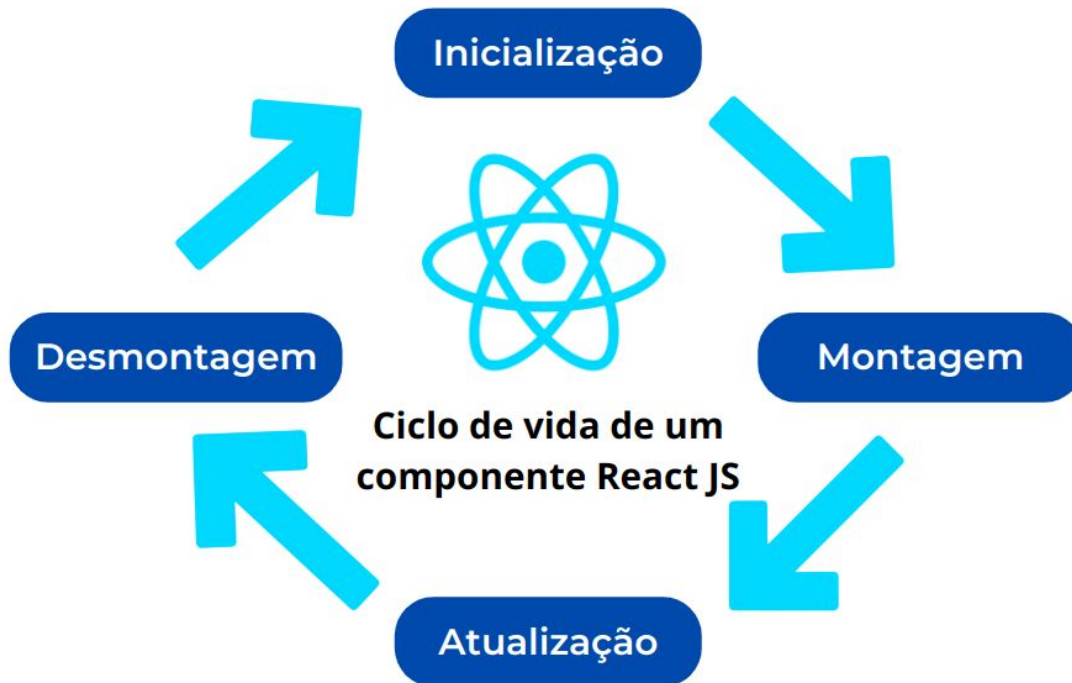 Inicialização
Desmontagem
Montagem
Ciclo de vida de um
componente React JS
Atualização